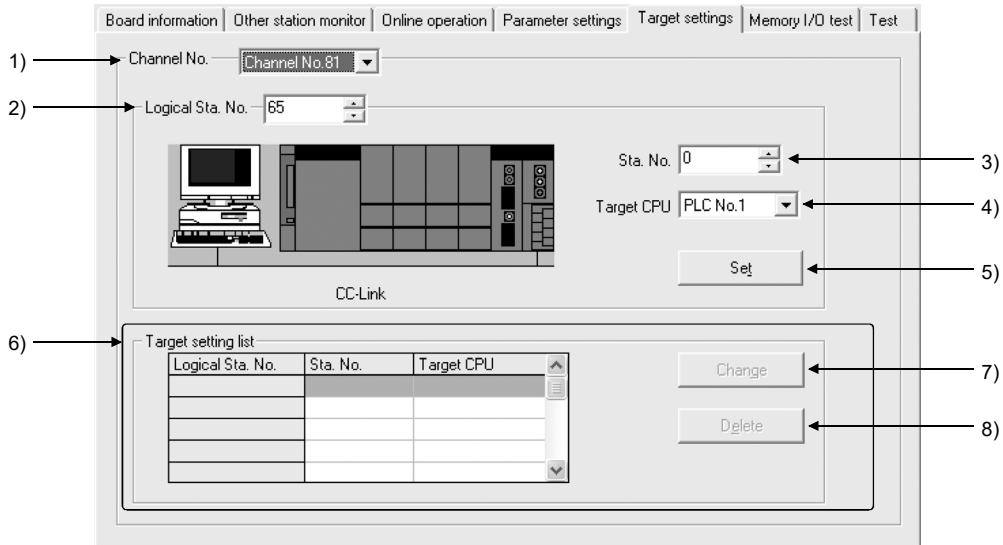 Board information Other station monitor Online operation Parameter settings Target settings Memory I/O test Test
1) Channel No. Channel No.81
2) Logical Sta. No. 65
Sta. No. 0 3)
Target CPU PLC No.1 4)
Set 5)
CC-Link
6) Target setting list
Logical Sta. No. Sta. No. Target CPU
Change 7)
Delete 8)